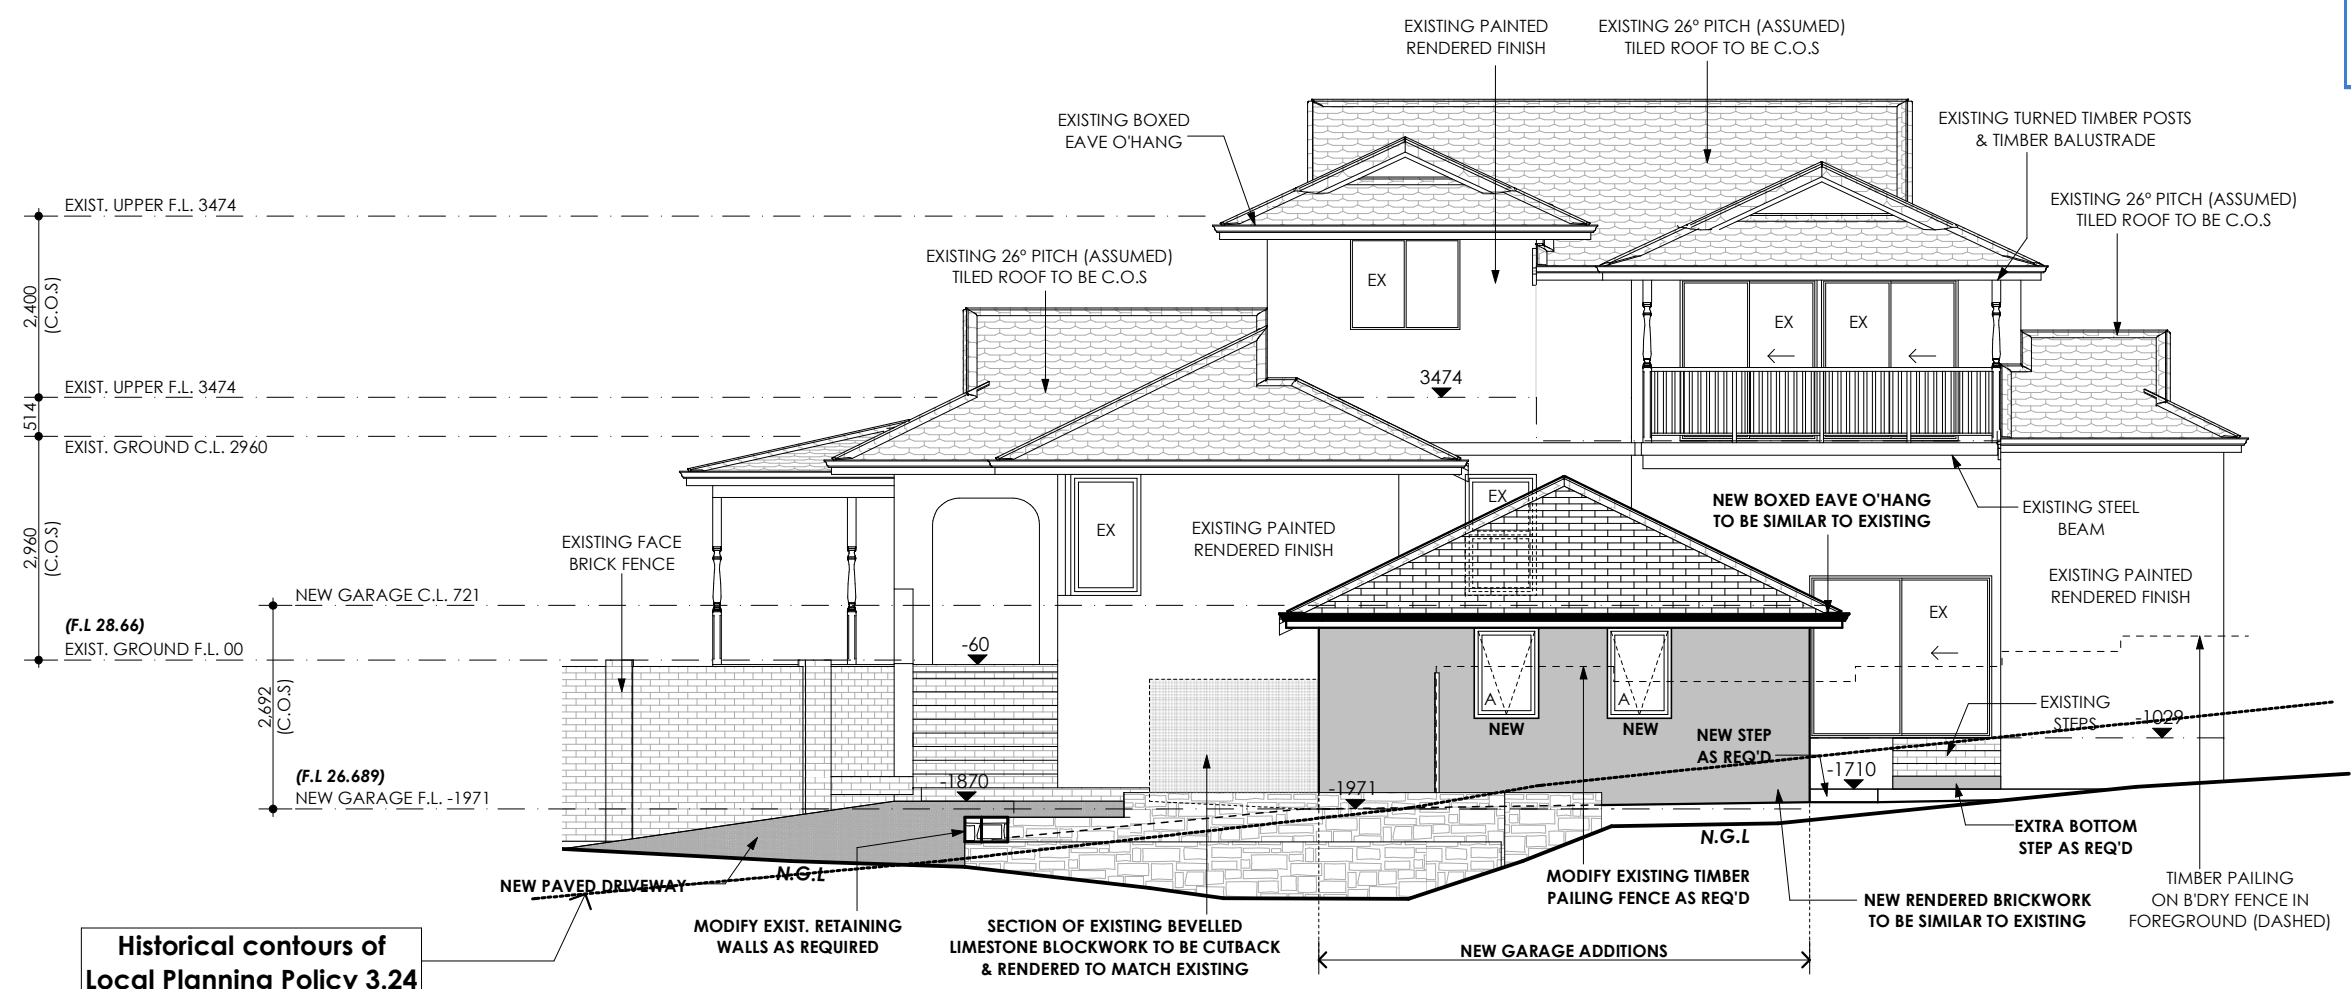 EXISTING PAINTED
RENDERED FINISH
EXISTING 26° PITCH (ASSUMED)
TILED ROOF TO BE C.O.S
EXISTING BOXED
EAVE O'HANG
EXISTING TURNED TIMBER POSTS
& TIMBER BALUSTRADE
EXIST. UPPER F.L. 3474
EXISTING 26° PITCH (ASSUMED)
TILED ROOF TO BE C.O.S
EXISTING 26° PITCH (ASSUMED)
TILED ROOF TO BE C.O.S
EX
2,400
(C.O.S)
EX
EX
EXIST. UPPER F.L. 3474
3474
514
EXIST. GROUND C.L. 2960
2,960
(C.O.S)
EX
NEW BOXED EAVE O'HANG
TO BE SIMILAR TO EXISTING
EXISTING STEEL
BEAM
EX
EXISTING PAINTED
RENDERED FINISH
EXISTING FACE
BRICK FENCE
EXISTING PAINTED
RENDERED FINISH
NEW GARAGE C.L. 721
EX
(F.L 28.66)
EXIST. GROUND F.L. 00
-60
2,692
(C.O.S)
A
A
NEW
NEW
EXISTING
STEPS
-1029
NEW STEP
AS REQ'D
(F.L 26.689)
NEW GARAGE F.L. -1971
-1870
-1971
-1710
N.G.L
EXTRA BOTTOM
STEP AS REQ'D
N.G.L
NEW PAVED DRIVEWAY
MODIFY EXISTING TIMBER
PAILING FENCE AS REQ'D
TIMBER PAILING
ON B'DRY FENCE IN
FOREGROUND (DASHED)
NEW RENDERED BRICKWORK
TO BE SIMILAR TO EXISTING
MODIFY EXIST. RETAINING
WALLS AS REQUIRED
SECTION OF EXISTING BEVELLED
LIMESTONE BLOCKWORK TO BE CUTBACK
& RENDERED TO MATCH EXISTING
NEW GARAGE ADDITIONS
Historical contours of
Local Planning Policy 3.24